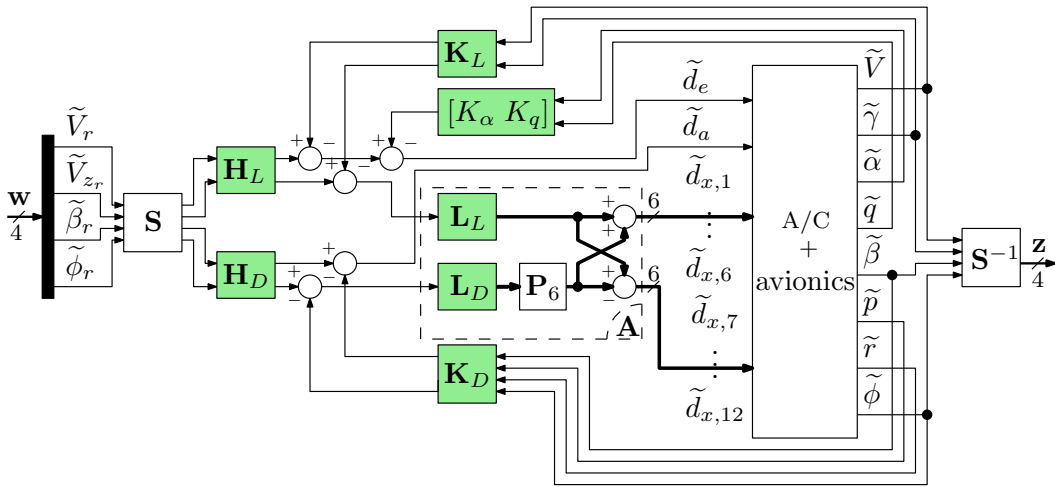 w
4
Ṽ_r
Ṽ_{z_r}
β̃_r
φ̃_r
S
H_L
H_D
+
−
+
−
+
−
+
−
+
−
K_L
[K_α K_q]
L_L
L_D
P_6
A
+
+
+
−
6
6
K_D
d̃_e
d̃_a
d̃_{x,1}
⋮
d̃_{x,6}
d̃_{x,7}
⋮
d̃_{x,12}
A/C
+
avionics
Ṽ
γ̃
α̃
q̃
β̃
p̃
r̃
φ̃
S^{-1}
z
4